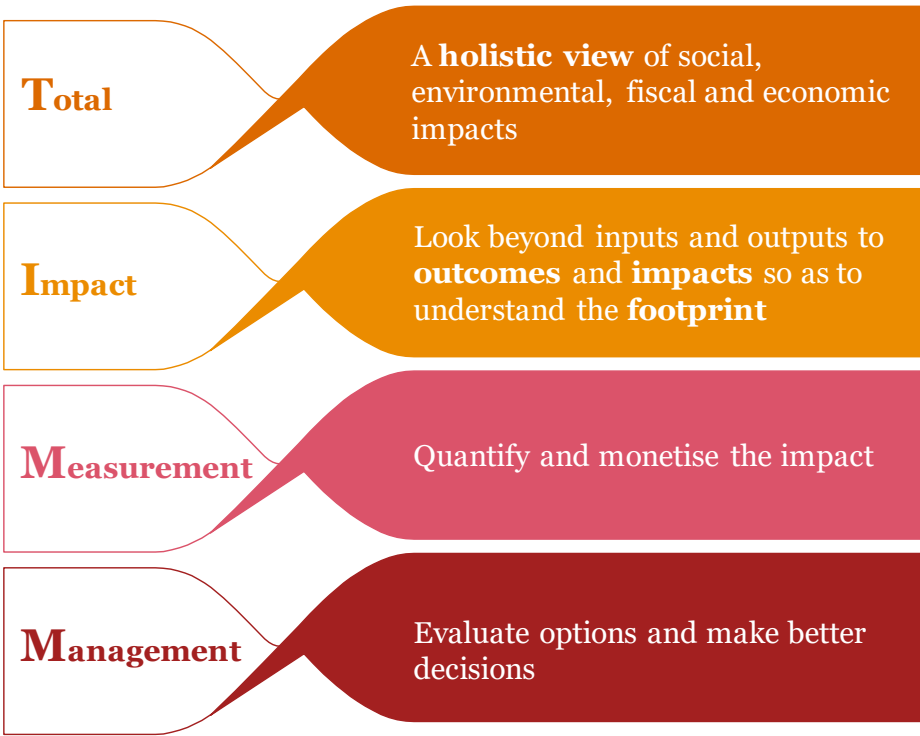 Total
A holistic view of social,
environmental, fiscal and economic
impacts
Impact
Look beyond inputs and outputs to
outcomes and impacts so as to
understand the footprint
Measurement
Quantify and monetise the impact
Management
Evaluate options and make better
decisions